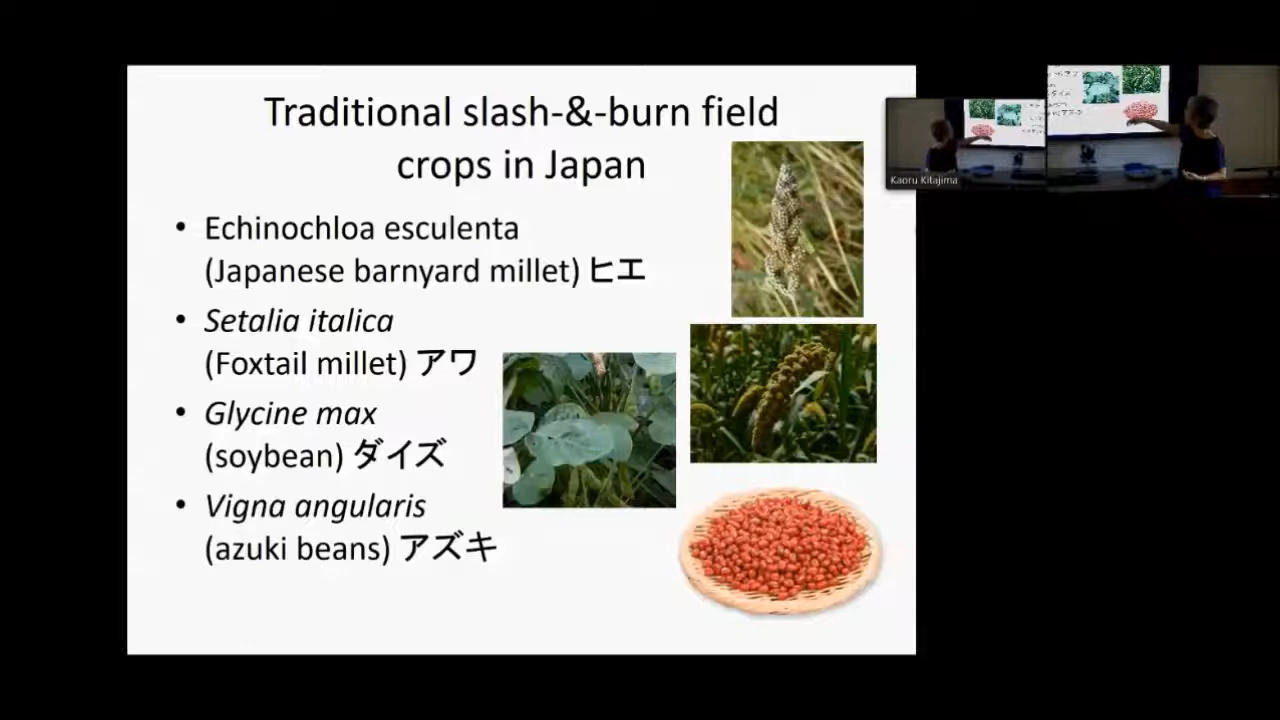 Traditional slash-&-burn field
crops in Japan
• Echinochloa esculenta
(Japanese barnyard millet) ヒエ
• Setalia italica
(Foxtail millet) アワ
• Glycine max
(soybean) ダイズ
• Vigna angularis
(azuki beans) アズキ
Kaoru Kitajima